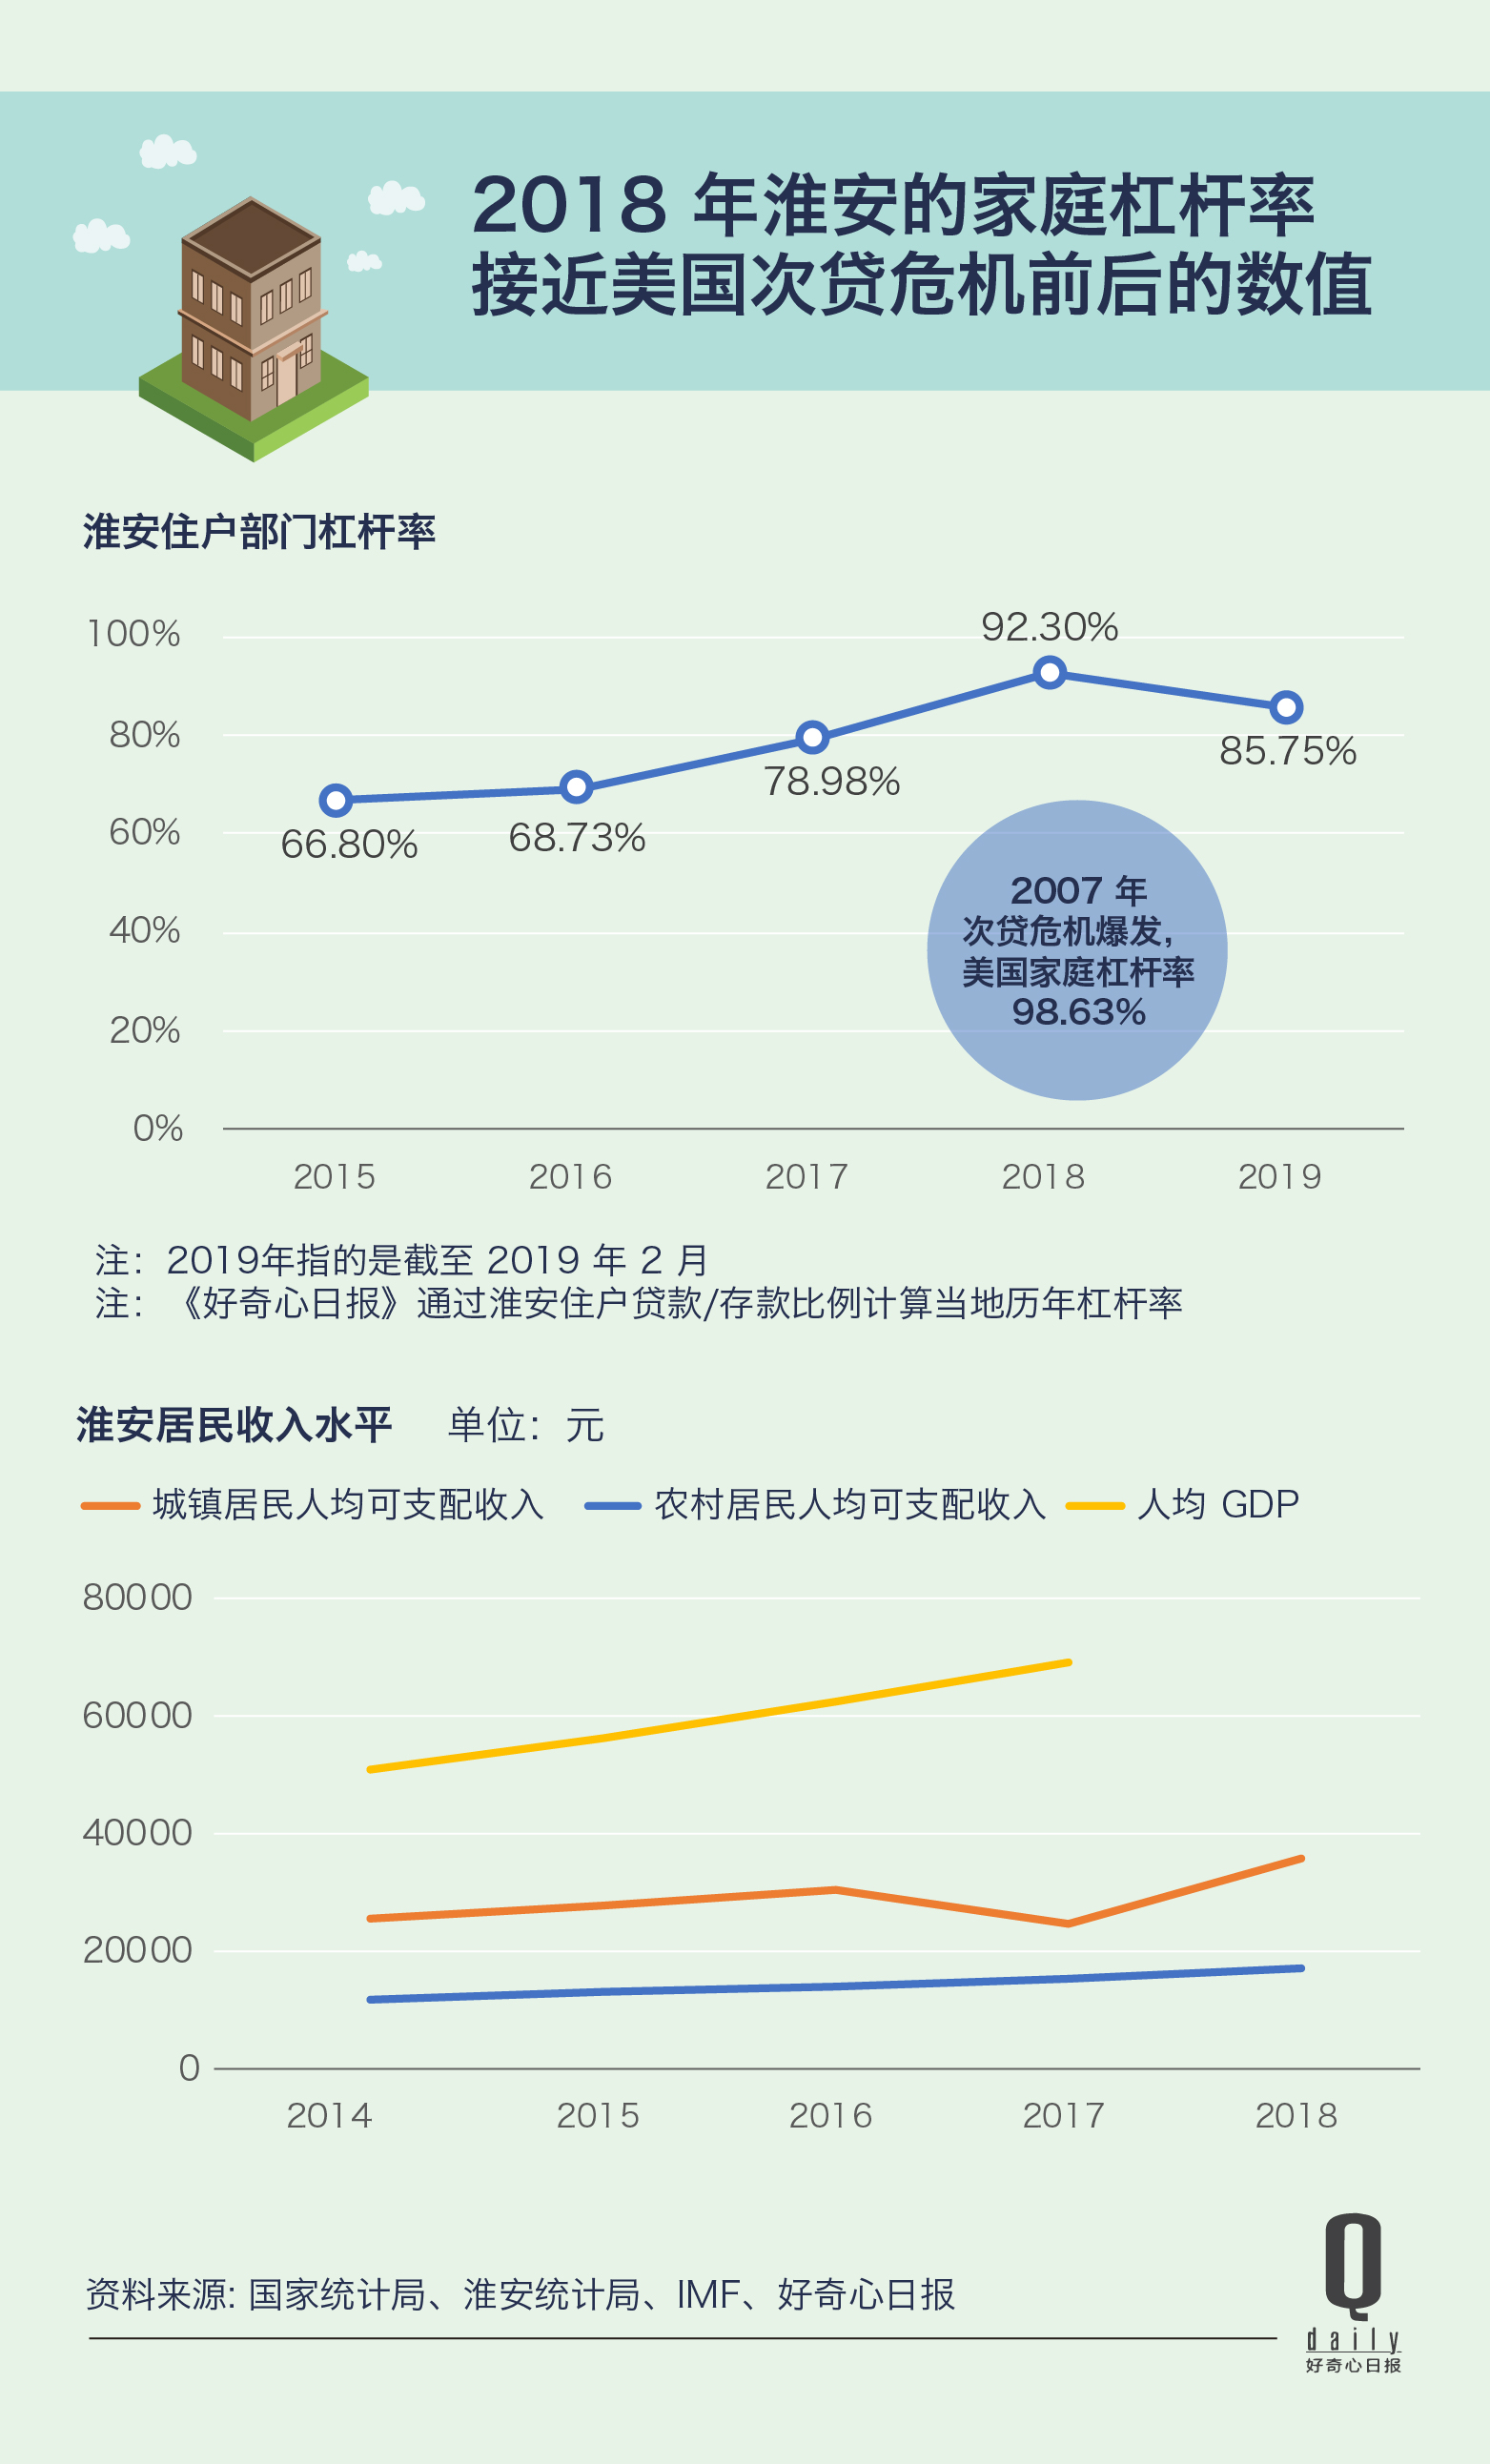 2018 年淮安的家庭杠杆率
接近美国次贷危机前后的数值
淮安住户部门杠杆率
100%
80%
60%
40%
20%
0%
66.80%
68.73%
78.98%
92.30%
85.75%
2007 年
次贷危机爆发，
美国家庭杠杆率
98.63%
2015 2016 2017 2018 2019
注：2019年指的是截至 2019 年 2 月
注：《好奇心日报》通过淮安住户贷款/存款比例计算当地历年杠杆率
淮安居民收入水平 单位：元
城镇居民人均可支配收入 农村居民人均可支配收入 人均 GDP
80000
60000
40000
20000
0
2014 2015 2016 2017 2018
资料来源: 国家统计局、淮安统计局、IMF、好奇心日报
Q
daily
好奇心日报